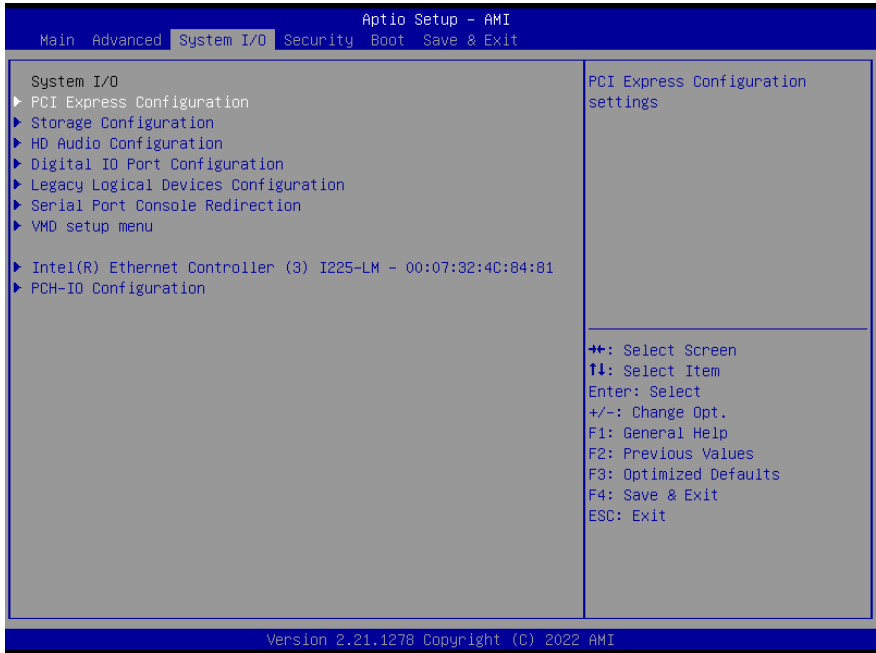 Aptio Setup – AMI
Main Advanced System I/O Security Boot Save & Exit
System I/O
PCI Express Configuration
Storage Configuration
HD Audio Configuration
Digital IO Port Configuration
Legacy Logical Devices Configuration
Serial Port Console Redirection
VMD setup menu
Intel(R) Ethernet Controller (3) I225-LM – 00:07:32:4C:84:81
PCH-IO Configuration
PCI Express Configuration
settings
→←: Select Screen
↑↓: Select Item
Enter: Select
+/-: Change Opt.
F1: General Help
F2: Previous Values
F3: Optimized Defaults
F4: Save & Exit
ESC: Exit
Version 2.21.1278 Copyright (C) 2022 AMI